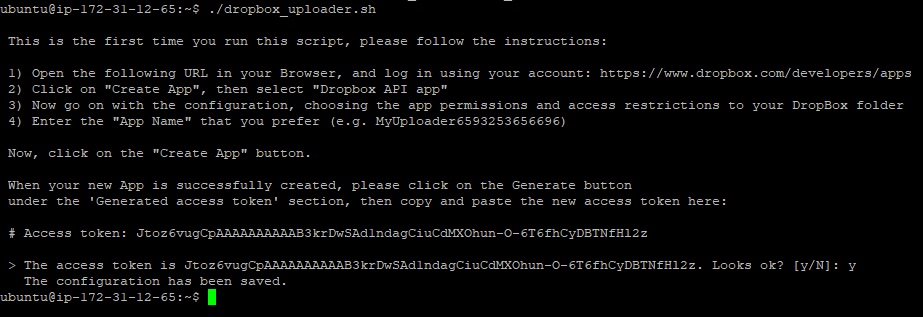 ubuntu@ip-172-31-12-65:~$ ./dropbox_uploader.sh
This is the first time you run this script, please follow the instructions:
1) Open the following URL in your Browser, and log in using your account: https://www.dropbox.com/developers/apps
2) Click on "Create App", then select "Dropbox API app"
3) Now go on with the configuration, choosing the app permissions and access restrictions to your DropBox folder
4) Enter the "App Name" that you prefer (e.g. MyUploader6593253656696)
Now, click on the "Create App" button.
When your new App is successfully created, please click on the Generate button
under the 'Generated access token' section, then copy and paste the new access token here:
# Access token: Jtoz6vugCpAAAAAAAAAAB3krDwSAd1ndagCiuCdMXOhun-O-6T6fhCyDBTNfHl2z
> The access token is Jtoz6vugCpAAAAAAAAAAB3krDwSAd1ndagCiuCdMXOhun-O-6T6fhCyDBTNfHl2z. Looks ok? [y/N]: y
The configuration has been saved.
ubuntu@ip-172-31-12-65:~$